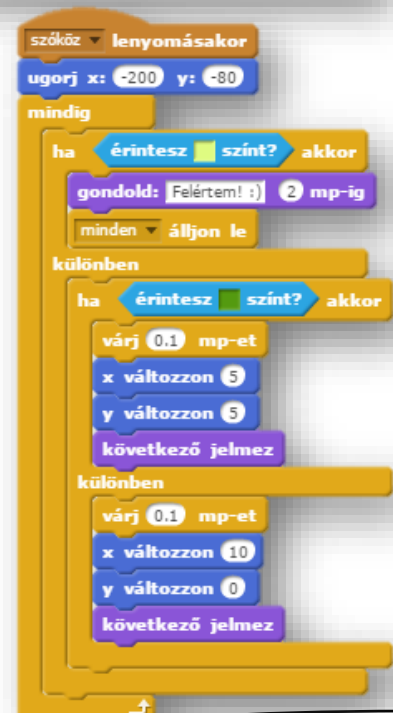 szóköz lenyomásakor
ugorj x: -200 y: -80
mindig
ha érintesz színt? akkor
gondold: Felértem! :) 2 mp-ig
minden álljon le
különben
ha érintesz színt? akkor
várj 0.1 mp-et
x változzon 5
y változzon 5
következő jelmez
különben
várj 0.1 mp-et
x változzon 10
y változzon 0
következő jelmez